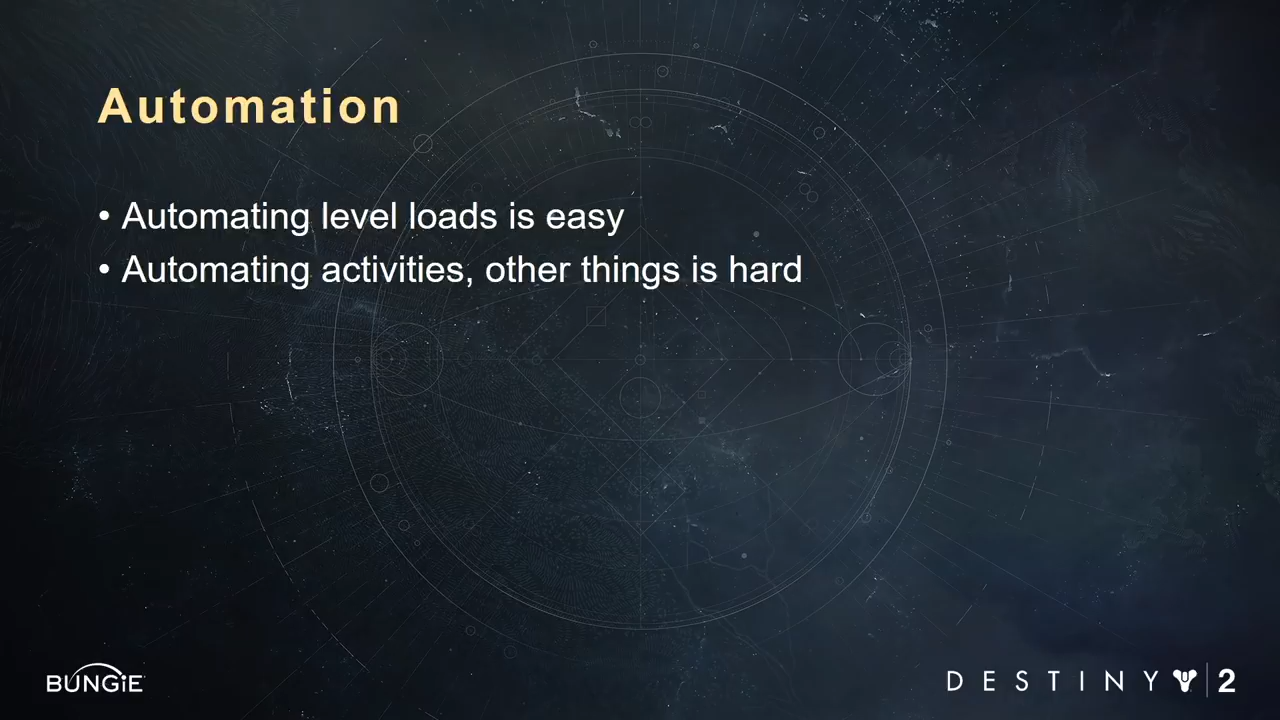 Automation
• Automating level loads is easy
• Automating activities, other things is hard
BUNGiE
DESTINY 2